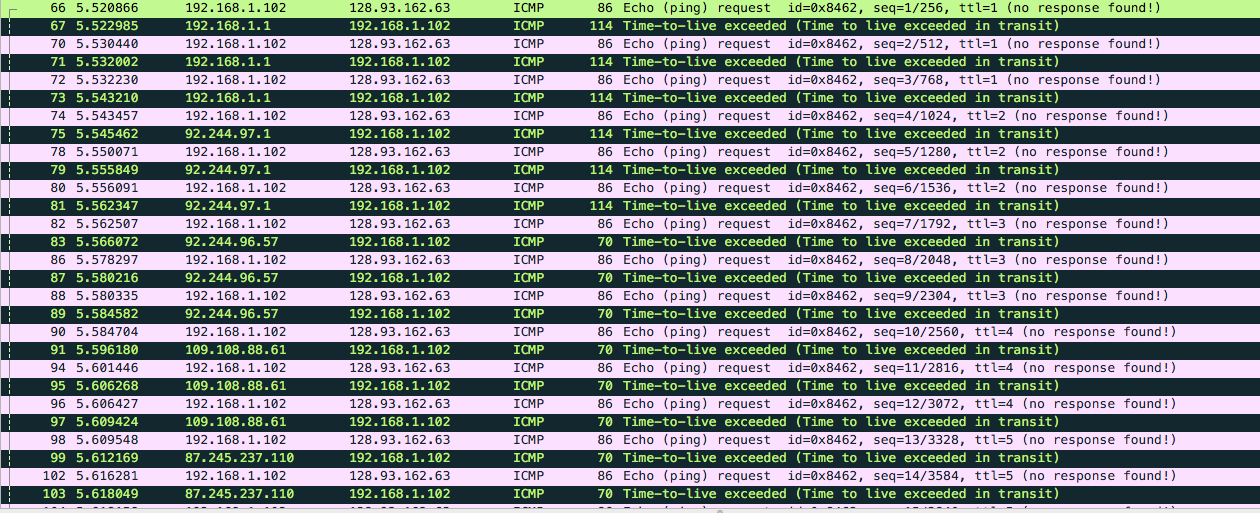 66 5.520866 192.168.1.102 128.93.162.63 ICMP 86 Echo (ping) request id=0x8462, seq=1/256, ttl=1 (no response found!)
67 5.522985 192.168.1.1 192.168.1.102 ICMP 114 Time-to-live exceeded (Time to live exceeded in transit)
70 5.530440 192.168.1.102 128.93.162.63 ICMP 86 Echo (ping) request id=0x8462, seq=2/512, ttl=1 (no response found!)
71 5.532002 192.168.1.1 192.168.1.102 ICMP 114 Time-to-live exceeded (Time to live exceeded in transit)
72 5.532230 192.168.1.102 128.93.162.63 ICMP 86 Echo (ping) request id=0x8462, seq=3/768, ttl=1 (no response found!)
73 5.543210 192.168.1.1 192.168.1.102 ICMP 114 Time-to-live exceeded (Time to live exceeded in transit)
74 5.543457 192.168.1.102 128.93.162.63 ICMP 86 Echo (ping) request id=0x8462, seq=4/1024, ttl=2 (no response found!)
75 5.545462 92.244.97.1 192.168.1.102 ICMP 114 Time-to-live exceeded (Time to live exceeded in transit)
78 5.550071 192.168.1.102 128.93.162.63 ICMP 86 Echo (ping) request id=0x8462, seq=5/1280, ttl=2 (no response found!)
79 5.555849 92.244.97.1 192.168.1.102 ICMP 114 Time-to-live exceeded (Time to live exceeded in transit)
80 5.556091 192.168.1.102 128.93.162.63 ICMP 86 Echo (ping) request id=0x8462, seq=6/1536, ttl=2 (no response found!)
81 5.562347 92.244.97.1 192.168.1.102 ICMP 114 Time-to-live exceeded (Time to live exceeded in transit)
82 5.562507 192.168.1.102 128.93.162.63 ICMP 86 Echo (ping) request id=0x8462, seq=7/1792, ttl=3 (no response found!)
83 5.566072 92.244.96.57 192.168.1.102 ICMP 70 Time-to-live exceeded (Time to live exceeded in transit)
86 5.578297 192.168.1.102 128.93.162.63 ICMP 86 Echo (ping) request id=0x8462, seq=8/2048, ttl=3 (no response found!)
87 5.580216 92.244.96.57 192.168.1.102 ICMP 70 Time-to-live exceeded (Time to live exceeded in transit)
88 5.580335 192.168.1.102 128.93.162.63 ICMP 86 Echo (ping) request id=0x8462, seq=9/2304, ttl=3 (no response found!)
89 5.584582 92.244.96.57 192.168.1.102 ICMP 70 Time-to-live exceeded (Time to live exceeded in transit)
90 5.584704 192.168.1.102 128.93.162.63 ICMP 86 Echo (ping) request id=0x8462, seq=10/2560, ttl=4 (no response found!)
91 5.596180 109.108.88.61 192.168.1.102 ICMP 70 Time-to-live exceeded (Time to live exceeded in transit)
94 5.601446 192.168.1.102 128.93.162.63 ICMP 86 Echo (ping) request id=0x8462, seq=11/2816, ttl=4 (no response found!)
95 5.606268 109.108.88.61 192.168.1.102 ICMP 70 Time-to-live exceeded (Time to live exceeded in transit)
96 5.606427 192.168.1.102 128.93.162.63 ICMP 86 Echo (ping) request id=0x8462, seq=12/3072, ttl=4 (no response found!)
97 5.609424 109.108.88.61 192.168.1.102 ICMP 70 Time-to-live exceeded (Time to live exceeded in transit)
98 5.609548 192.168.1.102 128.93.162.63 ICMP 86 Echo (ping) request id=0x8462, seq=13/3328, ttl=5 (no response found!)
99 5.612169 87.245.237.110 192.168.1.102 ICMP 70 Time-to-live exceeded (Time to live exceeded in transit)
102 5.616281 192.168.1.102 128.93.162.63 ICMP 86 Echo (ping) request id=0x8462, seq=14/3584, ttl=5 (no response found!)
103 5.618049 87.245.237.110 192.168.1.102 ICMP 70 Time-to-live exceeded (Time to live exceeded in transit)